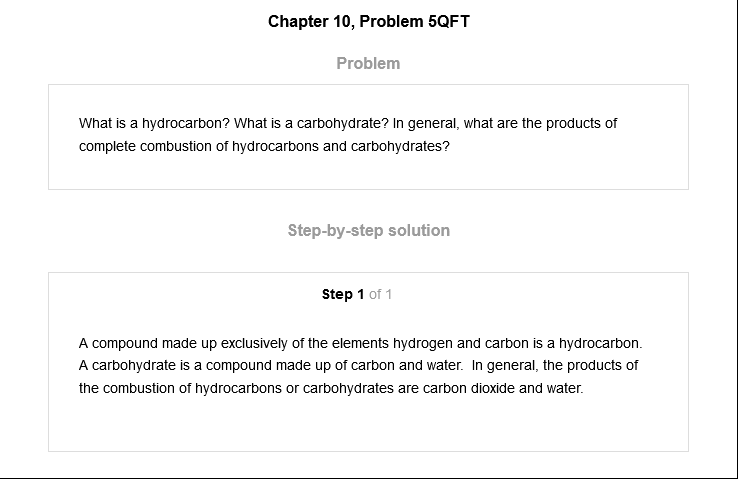 Chapter 10, Problem 5QFT
Problem
What is a hydrocarbon? What is a carbohydrate? In general, what are the products of
complete combustion of hydrocarbons and carbohydrates?
Step-by-step solution
Step 1 of 1
A compound made up exclusively of the elements hydrogen and carbon is a hydrocarbon.
A carbohydrate is a compound made up of carbon and water.  In general, the products of
the combustion of hydrocarbons or carbohydrates are carbon dioxide and water.